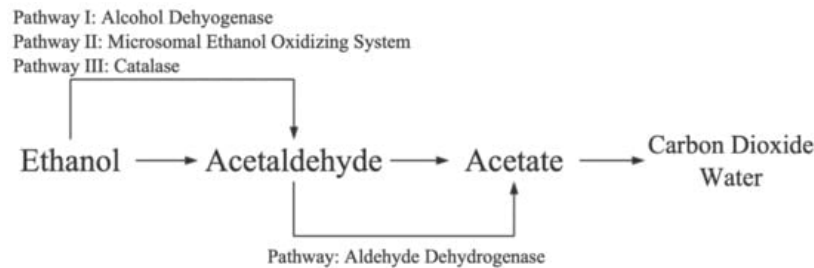 Pathway I: Alcohol Dehyogenase
Pathway II: Microsomal Ethanol Oxidizing System
Pathway III: Catalase
Ethanol
Acetaldehyde
Acetate
Carbon Dioxide
Water
Pathway: Aldehyde Dehydrogenase